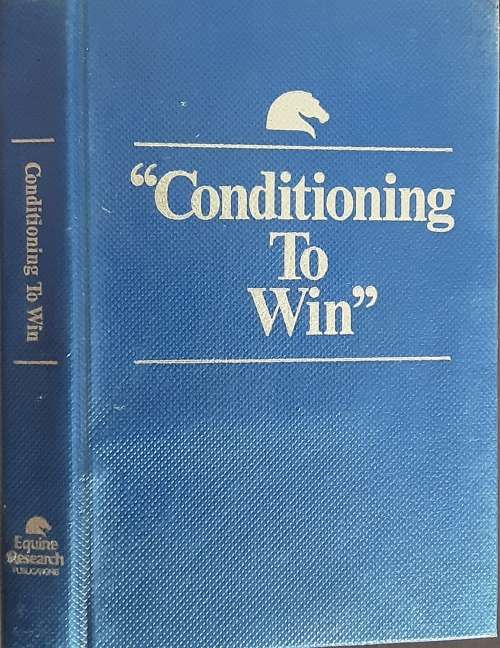 “Conditioning
To
Win”
Conditioning To Win
Equine
Research
PUBLICATIONS